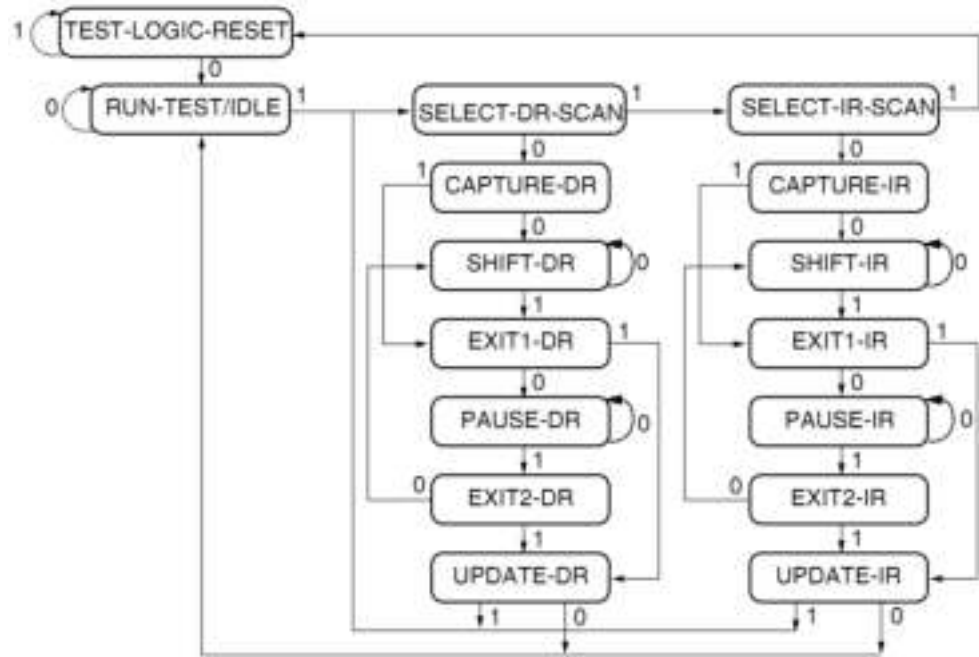 1
TEST-LOGIC-RESET
0
0
RUN-TEST/IDLE
1
SELECT-DR-SCAN
1
SELECT-IR-SCAN
1
0
0
1
CAPTURE-DR
1
CAPTURE-IR
0
0
SHIFT-DR
0
SHIFT-IR
0
1
1
EXIT1-DR
1
EXIT1-IR
1
0
0
PAUSE-DR
0
PAUSE-IR
0
1
1
0
EXIT2-DR
0
EXIT2-IR
1
1
UPDATE-DR
UPDATE-IR
1
0
1
0